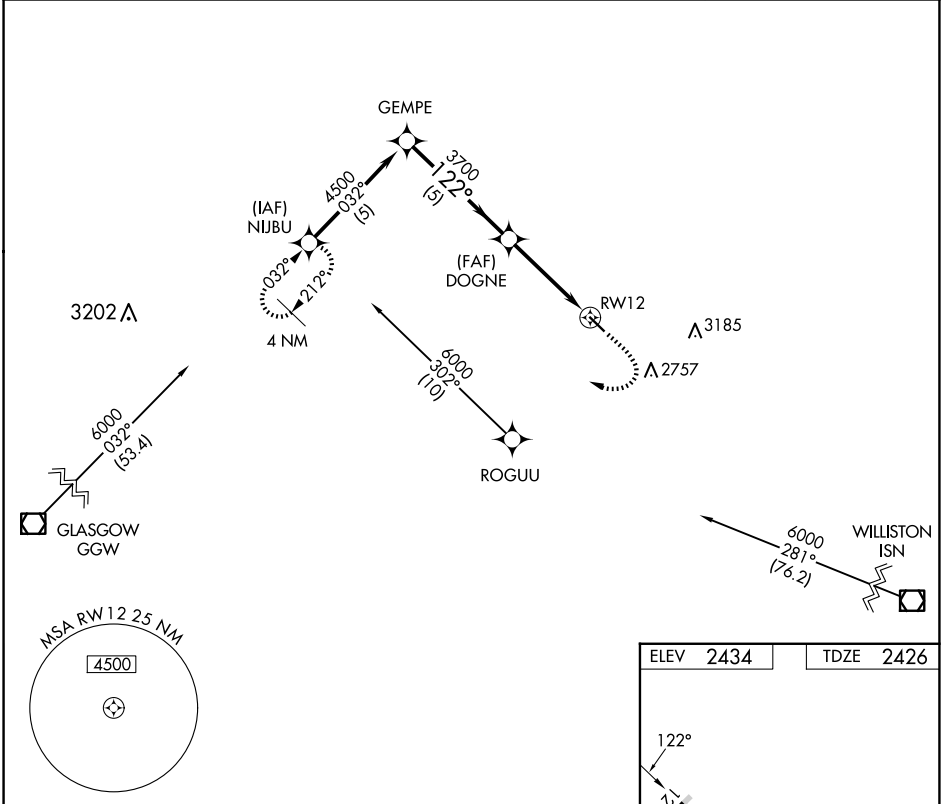 GEMPE
3700
122°
(5)
4500
032°
(5)
(IAF)
NIJBU
032°
212°
4 NM
(FAF)
DOGNE
RW12
3202
3185
2757
6000
302°
(10)
ROGUU
6000
032°
(53.4)
GLASGOW
GGW
6000
281°
(76.2)
WILLISTON
ISN
MSA RW12 25 NM
4500
ELEV 2434
TDZE 2426
122°
12